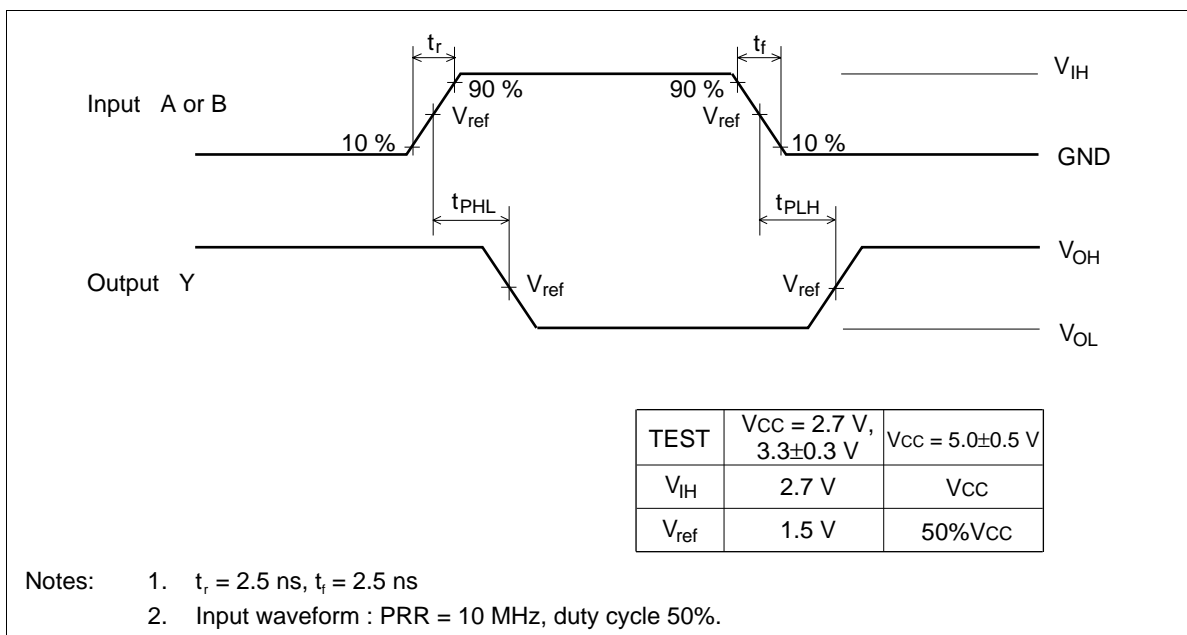 tr tf
VIH
Input A or B
90 % 90 %
Vref Vref
10 % 10 %
GND
tPHL tPLH
VOH
Output Y
Vref Vref
VOL
TEST VCC = 2.7 V, 3.3±0.3 V VCC = 5.0±0.5 V
VIH 2.7 V VCC
Vref 1.5 V 50%VCC
Notes: 1. tr = 2.5 ns, tf = 2.5 ns
2. Input waveform : PRR = 10 MHz, duty cycle 50%.